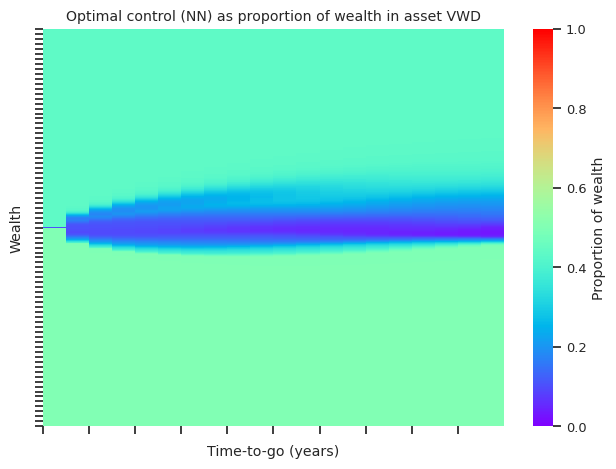 Optimal control (NN) as proportion of wealth in asset VWD
1.0
0.8
0.6
0.4
0.2
0.0
Proportion of wealth
Wealth
Time-to-go (years)